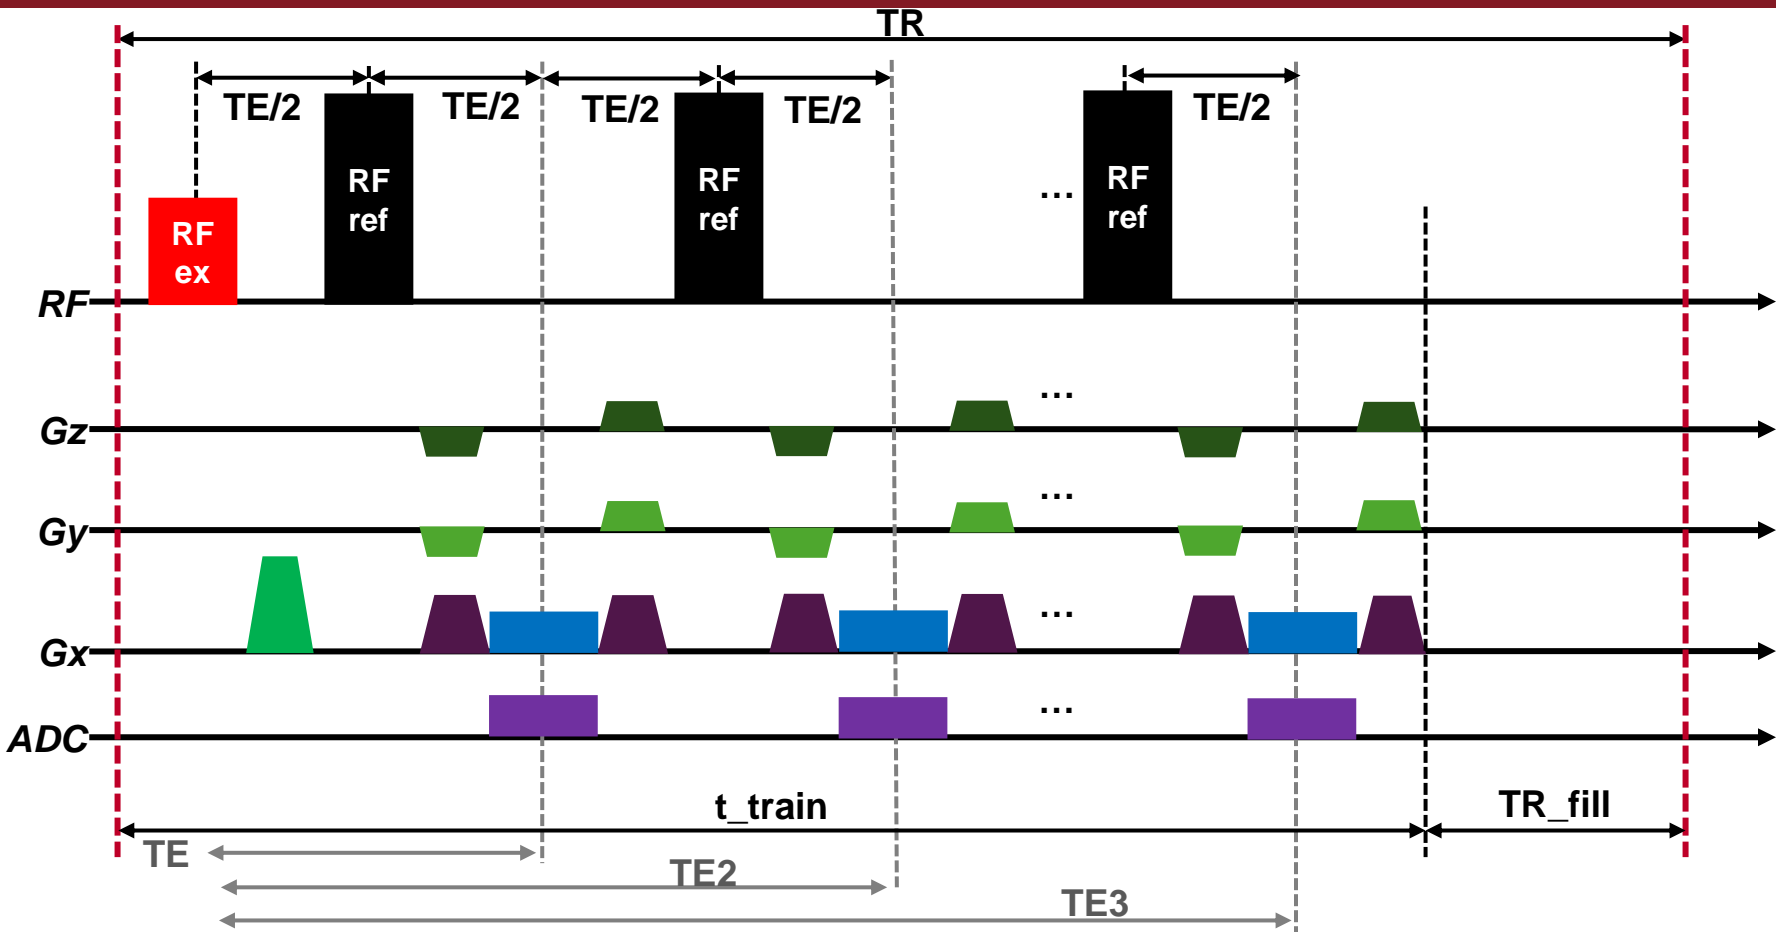 TR
TE/2
TE/2
TE/2
TE/2
TE/2
RF
ex
RF
ref
RF
ref
...
RF
ref
RF
...
Gz
...
Gy
...
Gx
...
ADC
t_train
TR_fill
TE
TE2
TE3